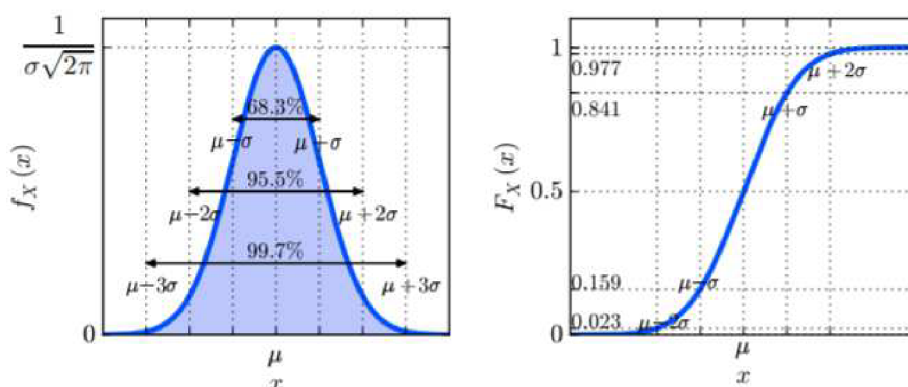 1
σ√2π
f_X (x)
68.3%
μ−σ
μ+σ
95.5%
μ−2σ
μ+2σ
99.7%
μ−3σ
μ+3σ
0
μ
x
F_X (x)
1
0.977
μ+2σ
0.841
μ+σ
0.5
0.159
μ−σ
0.023
μ−2σ
0
μ
x